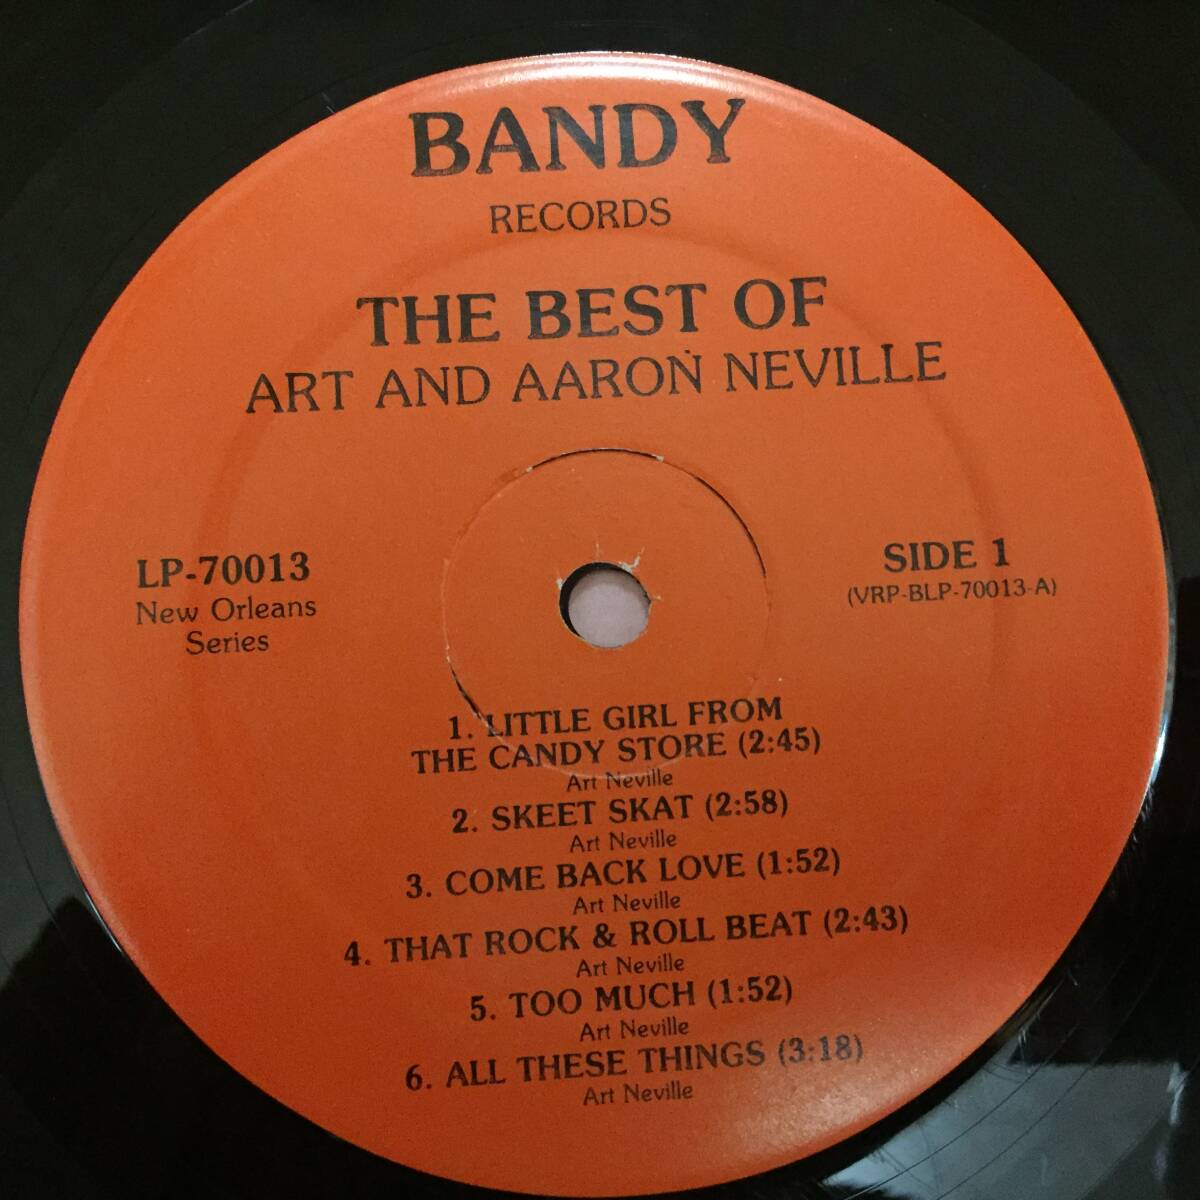 BANDY
RECORDS
THE BEST OF
ART AND AARON NEVILLE
LP-70013
New Orleans
Series
SIDE 1
(VRP-BLP-70013-A)
1. LITTLE GIRL FROM
THE CANDY STORE (2:45)
Art Neville
2. SKEET SKAT (2:58)
Art Neville
3. COME BACK LOVE (1:52)
Art Neville
4. THAT ROCK & ROLL BEAT (2:43)
Art Neville
5. TOO MUCH (1:52)
Art Neville
6. ALL THESE THINGS (3:18)
Art Neville